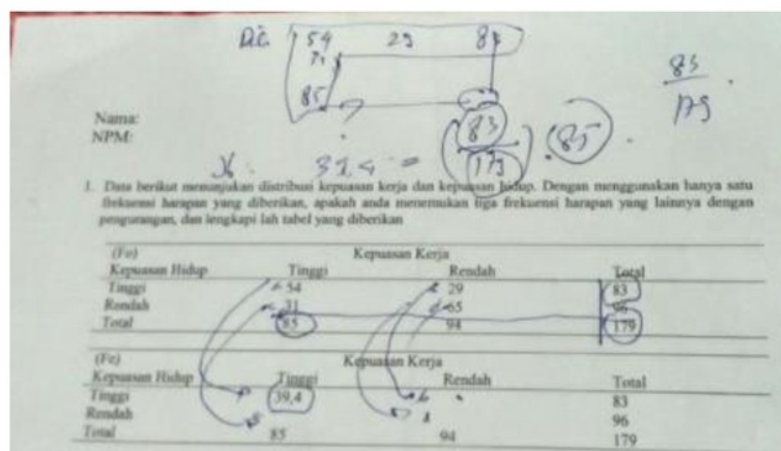 54 29
85
83
179
Nama:
NPM:
83
179
85
1. Data berikut menunjukan distribusi kepuasan kerja dan kepuasan hidup. Dengan menggunakan hanya satu
frekuensi harapan yang diberikan, apakah anda menemukan tiga frekuensi harapan yang lainnya dengan
pengurangan, dan lengkapi lah tabel yang diberikan
(Fo) Kepuasan Kerja
Kepuasan Hidup Tinggi Rendah Total
Tinggi 54 29 83
Rendah 31 65 96
Total 85 94 179
(Fe) Kepuasan Kerja
Kepuasan Hidup Tinggi Rendah Total
Tinggi 39,4 83
Rendah 96
Total 85 94 179